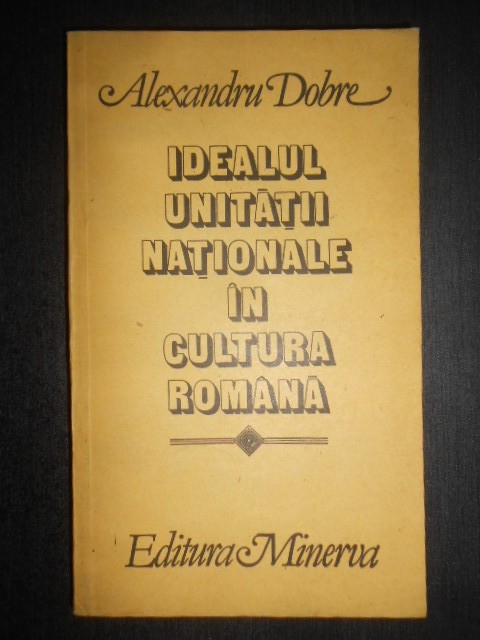 Alexandru Dobre
IDEALUL
UNITĂȚII
NAȚIONALE
ÎN
CULTURA
ROMÂNĂ
Editura Minerva